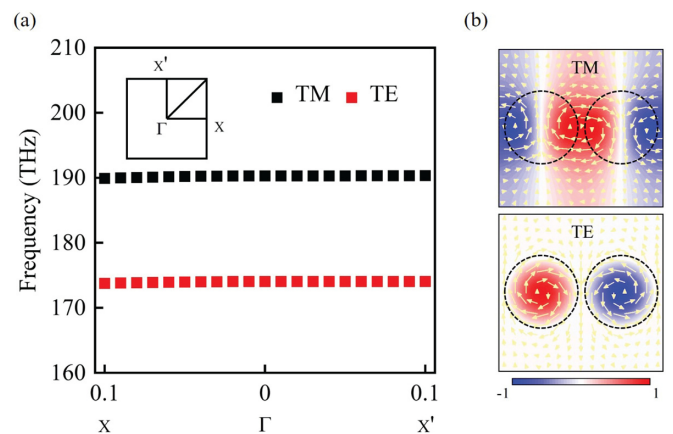 (a)
210
200
190
180
170
160
Frequency (THz)
X'
Γ
X
TM
TE
0.1
0
0.1
X
Γ
X'
(b)
TM
TE
-1
1